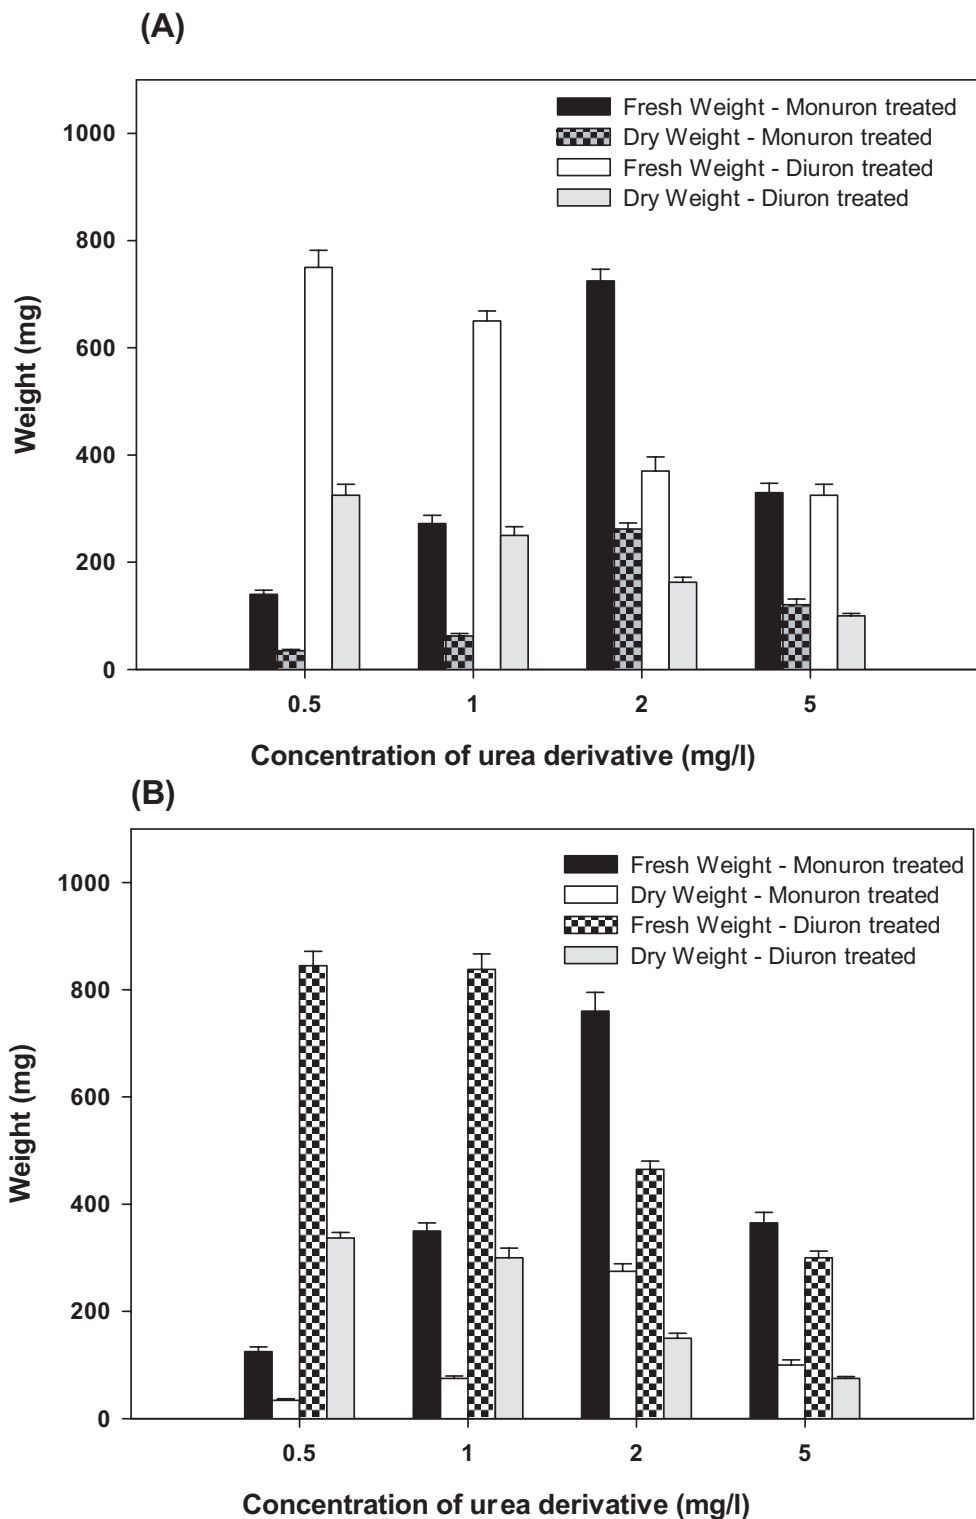 (A)
1000
800
600
400
200
0
Weight (mg)
Fresh Weight - Monuron treated
Dry Weight - Monuron treated
Fresh Weight - Diuron treated
Dry Weight - Diuron treated
0.5 1 2 5
Concentration of urea derivative (mg/l)
(B)
1000
800
600
400
200
0
Weight (mg)
Fresh Weight - Monuron treated
Dry Weight - Monuron treated
Fresh Weight - Diuron treated
Dry Weight - Diuron treated
0.5 1 2 5
Concentration of urea derivative (mg/l)